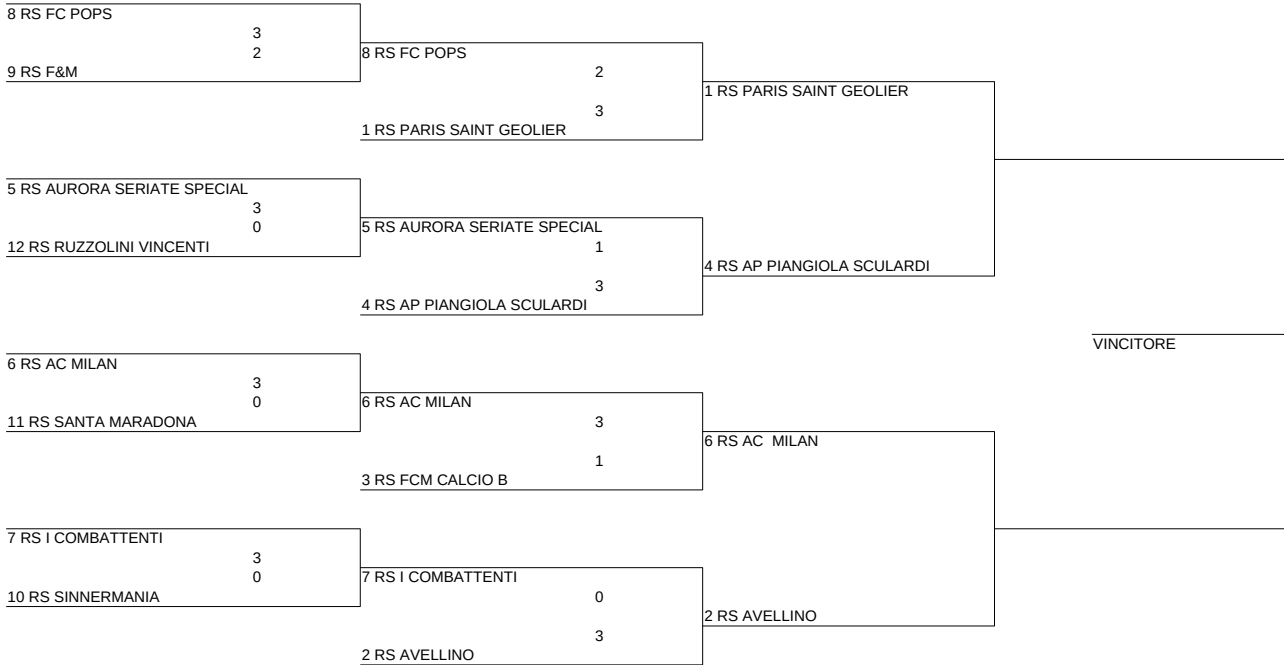 8 RS FC POPS
3
2
9 RS F&M
8 RS FC POPS
2
3
1 RS PARIS SAINT GEOLIER
1 RS PARIS SAINT GEOLIER
5 RS AURORA SERIATE SPECIAL
3
0
12 RS RUZZOLINI VINCENTI
5 RS AURORA SERIATE SPECIAL
1
3
4 RS AP PIANGIOLA SCULARDI
4 RS AP PIANGIOLA SCULARDI
VINCITORE
6 RS AC MILAN
3
0
11 RS SANTA MARADONA
6 RS AC MILAN
3
1
3 RS FCM CALCIO B
6 RS AC  MILAN
7 RS I COMBATTENTI
3
0
10 RS SINNERMANIA
7 RS I COMBATTENTI
0
3
2 RS AVELLINO
2 RS AVELLINO